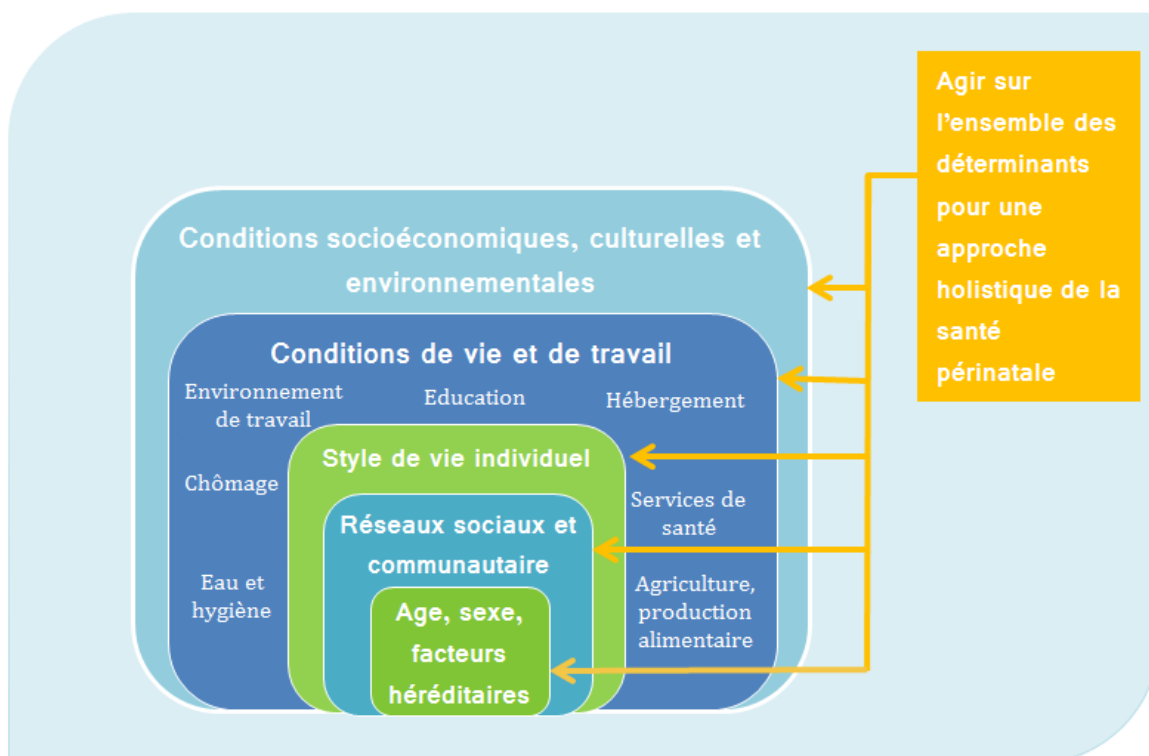 Agir sur
l'ensemble des
déterminants
pour une
approche
holistique de la
santé
périnatale
Conditions socioéconomiques, culturelles et
environnementales
Conditions de vie et de travail
Environnement
de travail
Education
Hébergement
Style de vie individuel
Chômage
Services de
santé
Réseaux sociaux et
communautaire
Eau et
hygiène
Agriculture,
production
alimentaire
Age, sexe,
facteurs
héréditaires